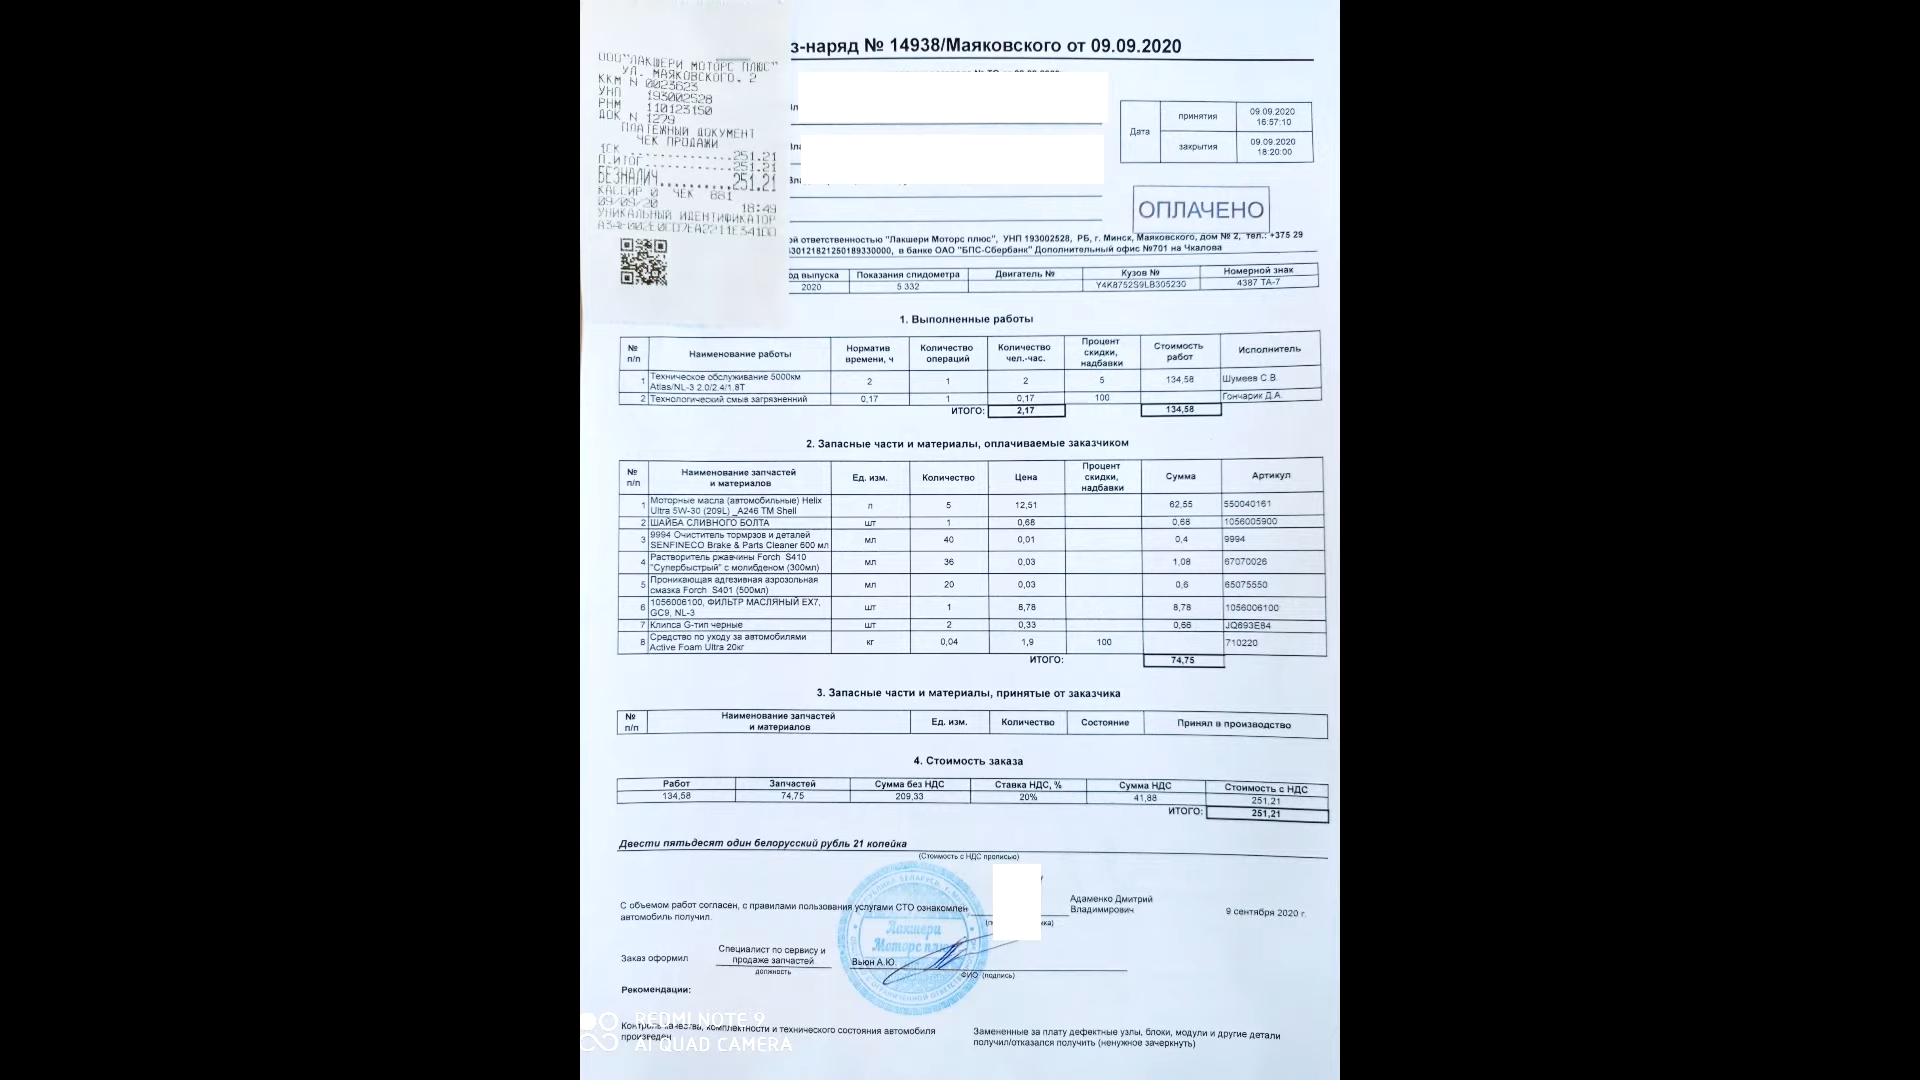 ООО"ЛАКШЕРИ МОТОРС ПЛЮС"
УЛ. МАЯКОВСКОГО, 2
ККМ N 0023623
УНП 193002528
РНМ 110123150
ДОК N 1279
ПЛАТЕЖНЫЙ ДОКУМЕНТ
ЧЕК ПРОДАЖИ
1СК 251.21
П.ИТОГ 251.21
БЕЗНАЛИЧ 251.21
КАССИР 0 ЧЕК 881
09/09/20 18:49
УНИКАЛЬНЫЙ ИДЕНТИФИКАТОР
з-наряд № 14938/Маяковского от 09.09.2020
Дата
принятия 09.09.2020 16:57:10
закрытия 09.09.2020 18:20:00
ОПЛАЧЕНО
ой ответственностью "Лакшери Моторс плюс", УНП 193002528, РБ, г. Минск, Маяковского, дом № 2, тел.: +375 29
30121821250189330000, в банке ОАО "БПС-Сбербанк" Дополнительный офис №701 на Чкалова
од выпуска Показания спидометра Двигатель № Кузов № Номерной знак
2020 5 332 Y4K8752S9LB305230 4387 ТА-7
1. Выполненные работы
№ п/п Наименование работы Норматив времени, ч Количество операций Количество чел.-час. Процент скидки, надбавки Стоимость работ Исполнитель
1 Техническое обслуживание 5000км Atlas/NL-3 2.0/2.4/1.8T 2 1 2 5 134,58 Шумеев С.В.
2 Технологический смыв загрязнений 0,17 1 0,17 100 Гончарик Д.А.
ИТОГО: 2,17 134,58
2. Запасные части и материалы, оплачиваемые заказчиком
№ п/п Наименование запчастей и материалов Ед. изм. Количество Цена Процент скидки, надбавки Сумма Артикул
1 Моторные масла (автомобильные) Helix Ultra 5W-30 (209L) _A246 TM Shell л 5 12,51 62,55 550040161
2 ШАЙБА СЛИВНОГО БОЛТА шт 1 0,68 0,68 1056005900
3 9994 Очиститель тормрзов и деталей SENFINECO Brake & Parts Cleaner 600 мл мл 40 0,01 0,4 9994
4 Растворитель ржавчины Forch S410 "Супербыстрый" с молибденом (300мл) мл 36 0,03 1,08 67070026
5 Проникающая адгезивная аэрозольная смазка Forch S401 (500мл) мл 20 0,03 0,6 65075550
6 1056006100, ФИЛЬТР МАСЛЯНЫЙ EX7, GC9, NL-3 шт 1 8,78 8,78 1056006100
7 Клипса G-тип черные шт 2 0,33 0,66 JQ693E84
8 Средство по уходу за автомобилями Active Foam Ultra 20кг кг 0,04 1,9 100 710220
ИТОГО: 74,75
3. Запасные части и материалы, принятые от заказчика
№ п/п Наименование запчастей и материалов Ед. изм. Количество Состояние Принял в производство
4. Стоимость заказа
Работ Запчастей Сумма без НДС Ставка НДС, % Сумма НДС Стоимость с НДС
134,58 74,75 209,33 20% 41,88 251,21
ИТОГО: 251,21
Двести пятьдесят один белорусский рубль 21 копейка
(Стоимость с НДС прописью)
С объемом работ согласен, с правилами пользования услугами СТО ознакомлен
автомобиль получил.
Адаменко Дмитрий
Владимирович
9 сентября 2020 г.
Лакшери
Моторс плюс
Заказ оформил
Специалист по сервису и
продаже запчастей
должность
Вьюн А.Ю.
ФИО (подпись)
Рекомендации:
Контроль качества, комплектности и технического состояния автомобиля
произведен
Замененные за плату дефектные узлы, блоки, модули и другие детали
получил/отказался получить (ненужное зачеркнуть)
REDMI NOTE 9
AI QUAD CAMERA